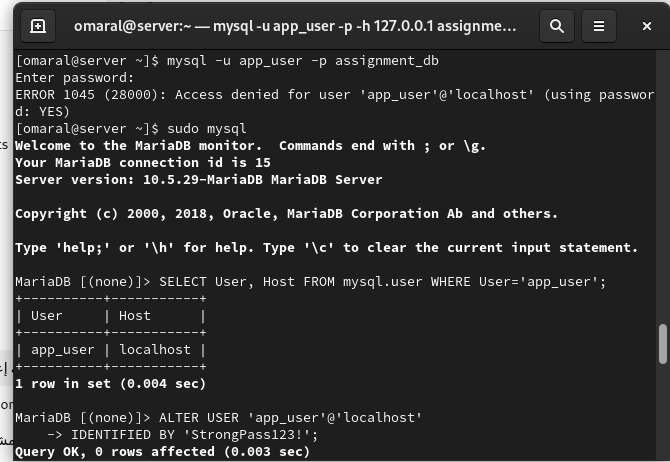 omaral@server:~ — mysql -u app_user -p -h 127.0.0.1 assignme...
[omaral@server ~]$ mysql -u app_user -p assignment_db
Enter password:
ERROR 1045 (28000): Access denied for user 'app_user'@'localhost' (using passwor
d: YES)
[omaral@server ~]$ sudo mysql
Welcome to the MariaDB monitor.  Commands end with ; or \g.
Your MariaDB connection id is 15
Server version: 10.5.29-MariaDB MariaDB Server
Copyright (c) 2000, 2018, Oracle, MariaDB Corporation Ab and others.
Type 'help;' or '\h' for help. Type '\c' to clear the current input statement.
MariaDB [(none)]> SELECT User, Host FROM mysql.user WHERE User='app_user';
+----------+-----------+
| User     | Host      |
+----------+-----------+
| app_user | localhost |
+----------+-----------+
1 row in set (0.004 sec)
MariaDB [(none)]> ALTER USER 'app_user'@'localhost'
    -> IDENTIFIED BY 'StrongPass123!';
Query OK, 0 rows affected (0.003 sec)